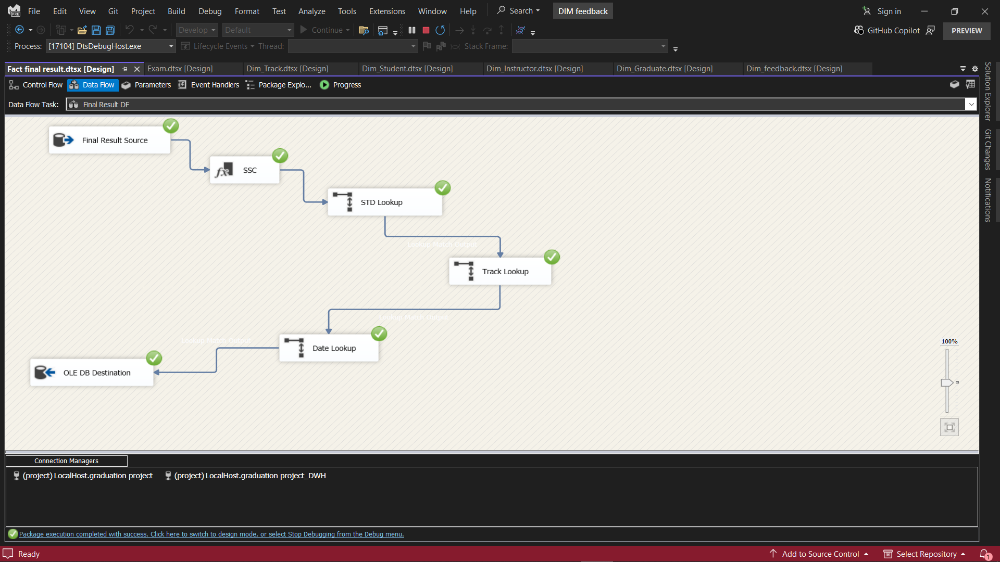 File Edit View Git Project Build Debug Format Test Analyze Tools Extensions Window Help Search DIM feedback Sign in
PRE
Develop Default Continue GitHub Copilot PREVIEW
Process: [17104] DtsDebugHost.exe Lifecycle Events Thread: Stack Frame:
Fact final result.dtsx [Design] Exam.dtsx [Design] Dim_Track.dtsx [Design] Dim_Student.dtsx [Design] Dim_Instructor.dtsx [Design] Dim_Graduate.dtsx [Design] Dim_feedback.dtsx [Design]
Control Flow Data Flow Parameters Event Handlers Package Explo... Progress
Data Flow Task: Final Result DF
Solution Explorer
Git Changes
Notifications
Final Result Source
fx SSC
STD Lookup
Lookup Match Output
Track Lookup
Lookup Match Output
Date Lookup
Lookup Match Output
OLE DB Destination
100%
Connection Managers
(project) LocalHost.graduation project (project) LocalHost.graduation project_DWH
Package execution completed with success. Click here to switch to design mode, or select Stop Debugging from the Debug menu.
Ready Add to Source Control Select Repository 1